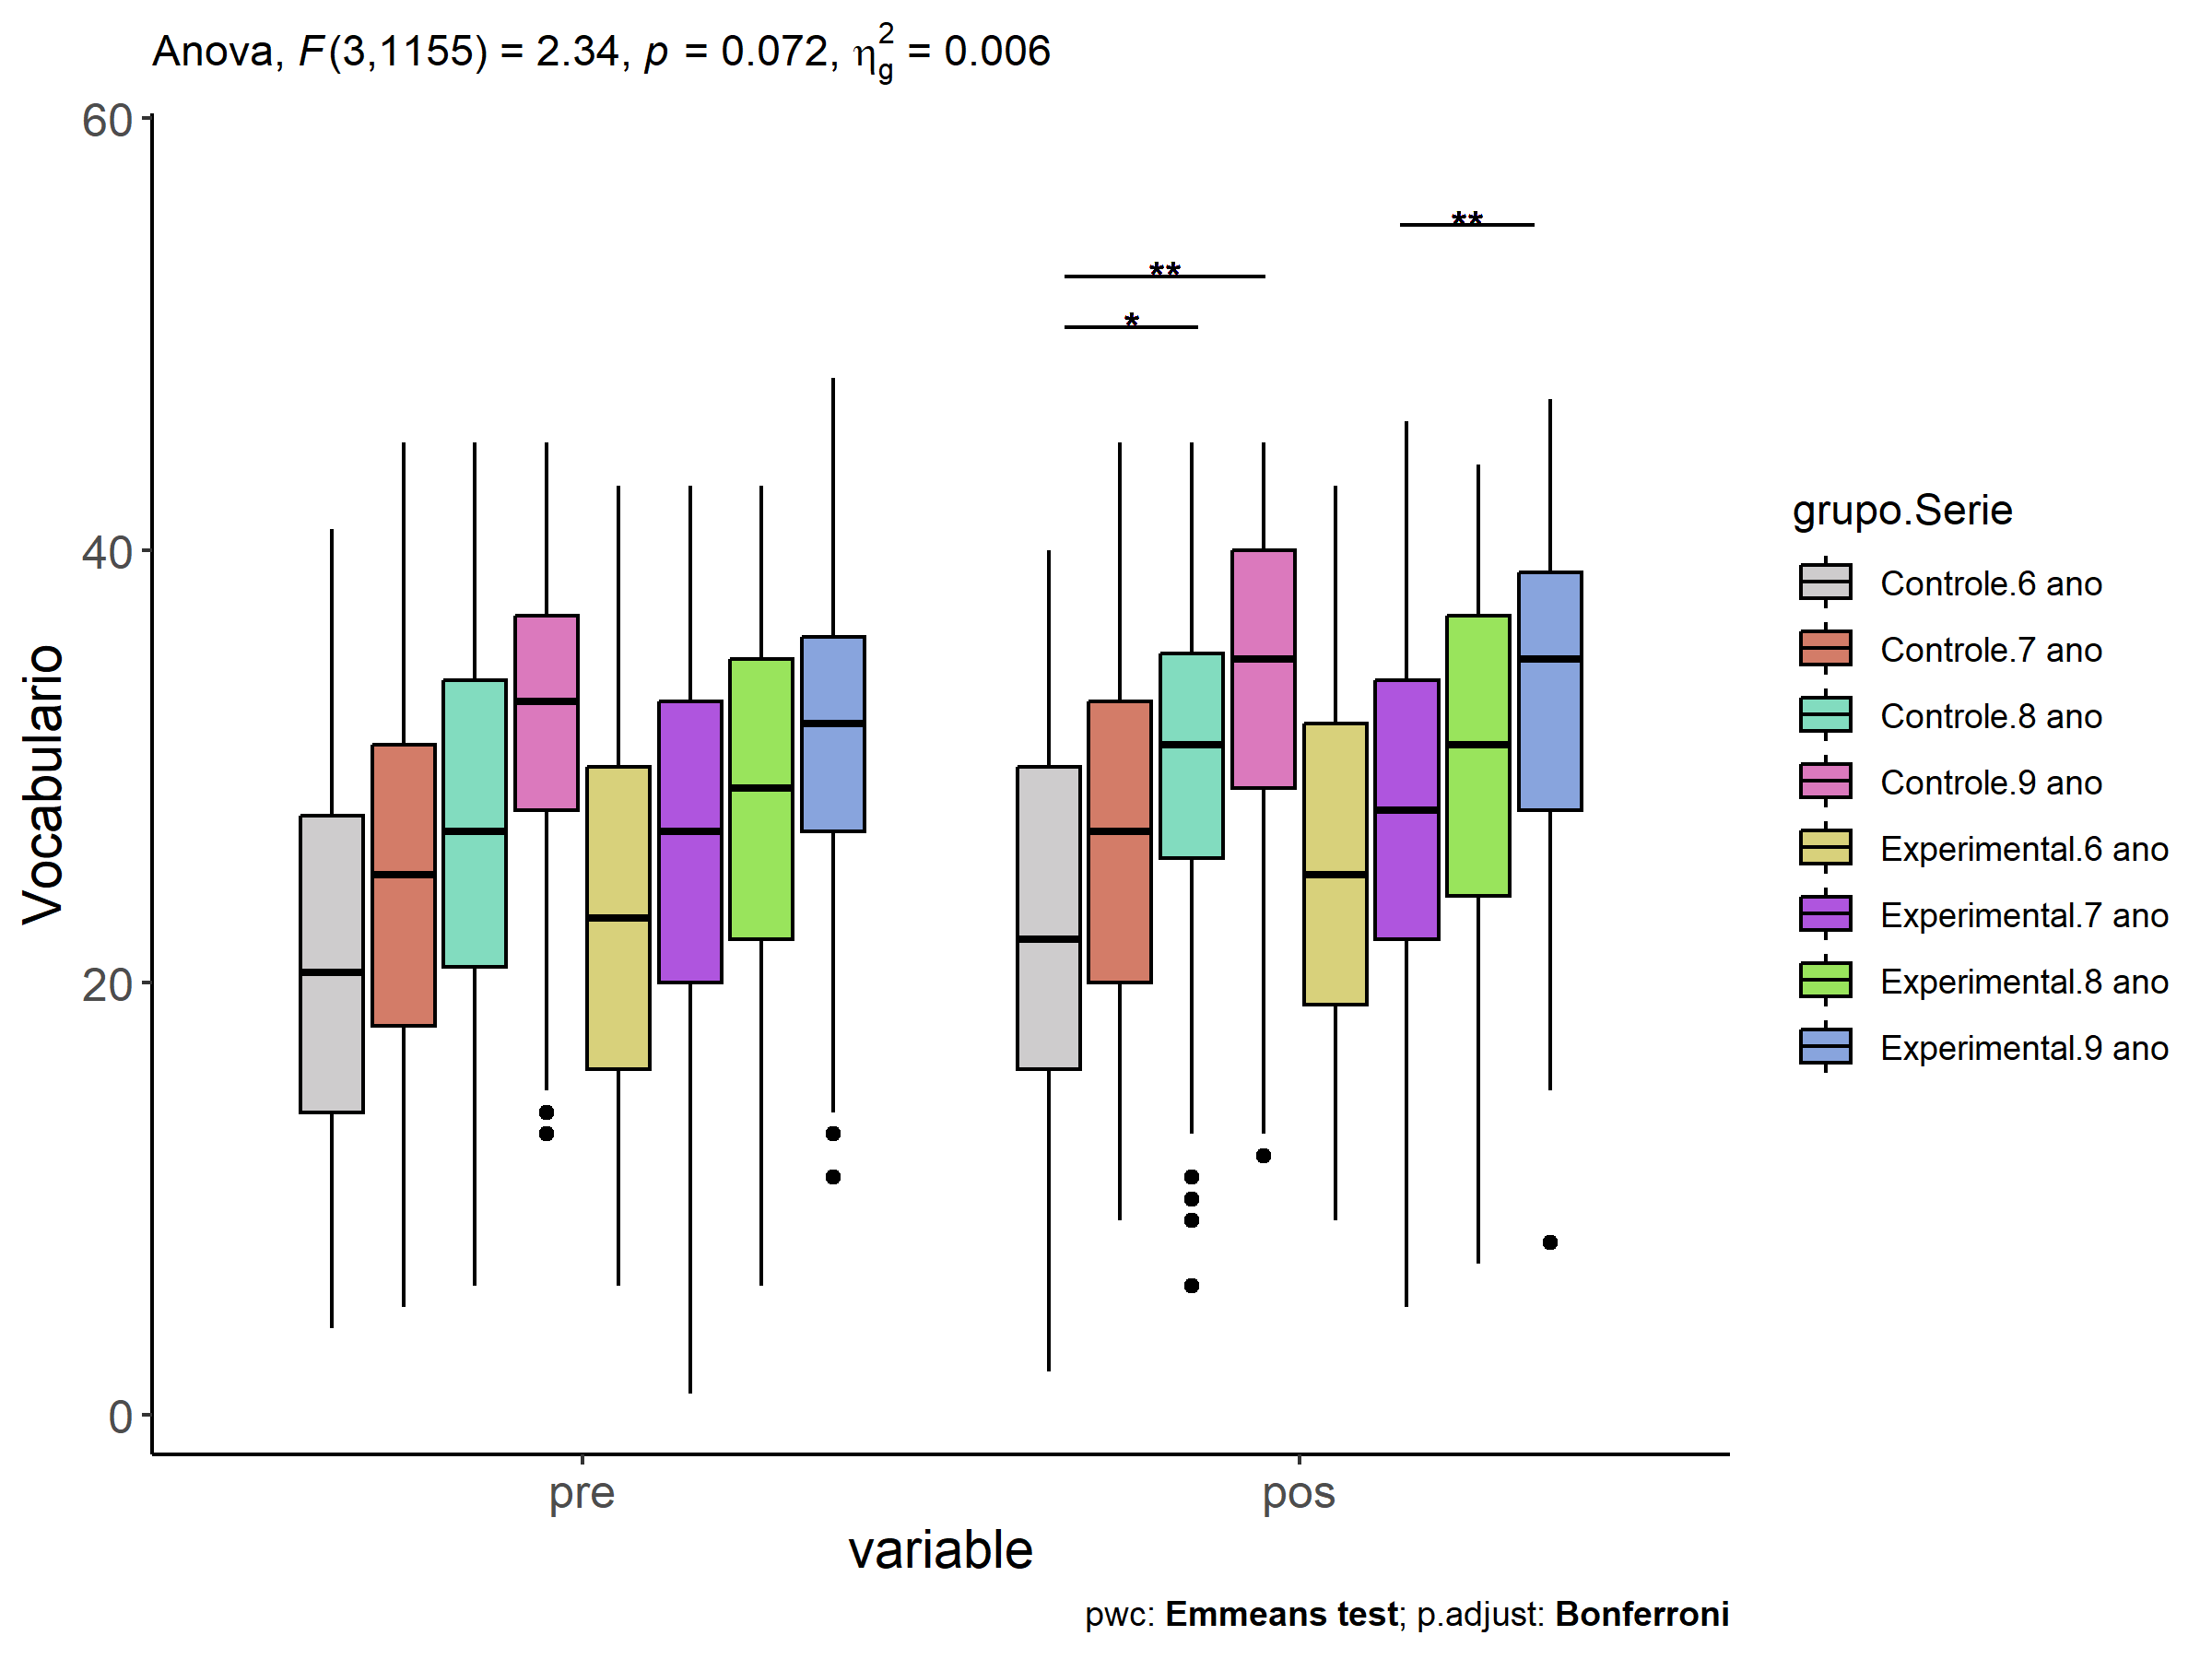 Anova, F(3,1155) = 2.34, p = 0.072, η²g = 0.006
60
40
20
0
Vocabulario
**
**
*
pre
pos
variable
grupo.Serie
Controle.6 ano
Controle.7 ano
Controle.8 ano
Controle.9 ano
Experimental.6 ano
Experimental.7 ano
Experimental.8 ano
Experimental.9 ano
pwc: Emmeans test; p.adjust: Bonferroni